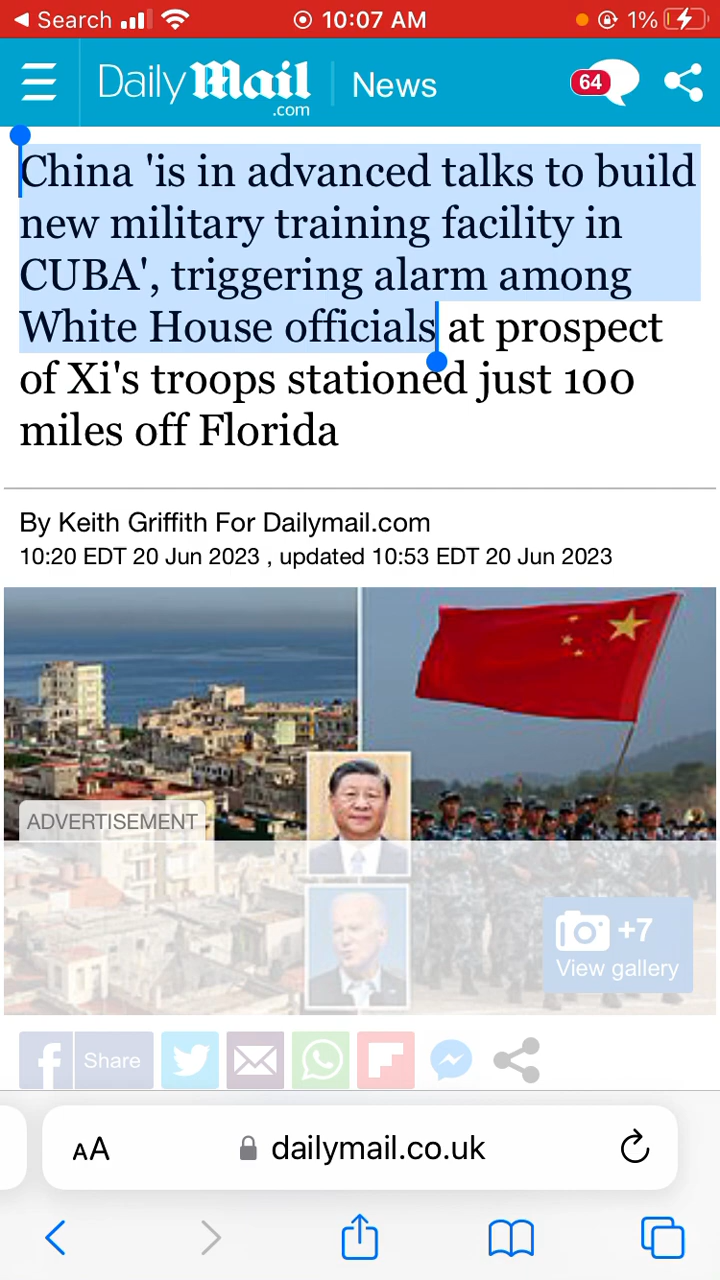 Search 10:07 AM 1%
Daily Mail .com News 64
China 'is in advanced talks to build
new military training facility in
CUBA', triggering alarm among
White House officials at prospect
of Xi's troops stationed just 100
miles off Florida
By Keith Griffith For Dailymail.com
10:20 EDT 20 Jun 2023 , updated 10:53 EDT 20 Jun 2023
ADVERTISEMENT
+7
View gallery
f Share
AA dailymail.co.uk